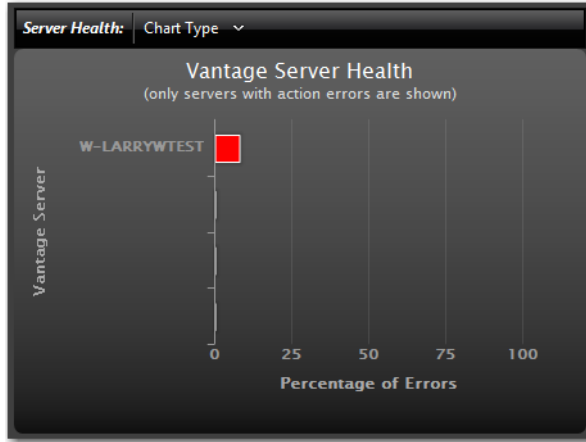 Server Health: Chart Type
Vantage Server Health
(only servers with action errors are shown)
W-LARRYWTEST
Vantage Server
0 25 50 75 100
Percentage of Errors